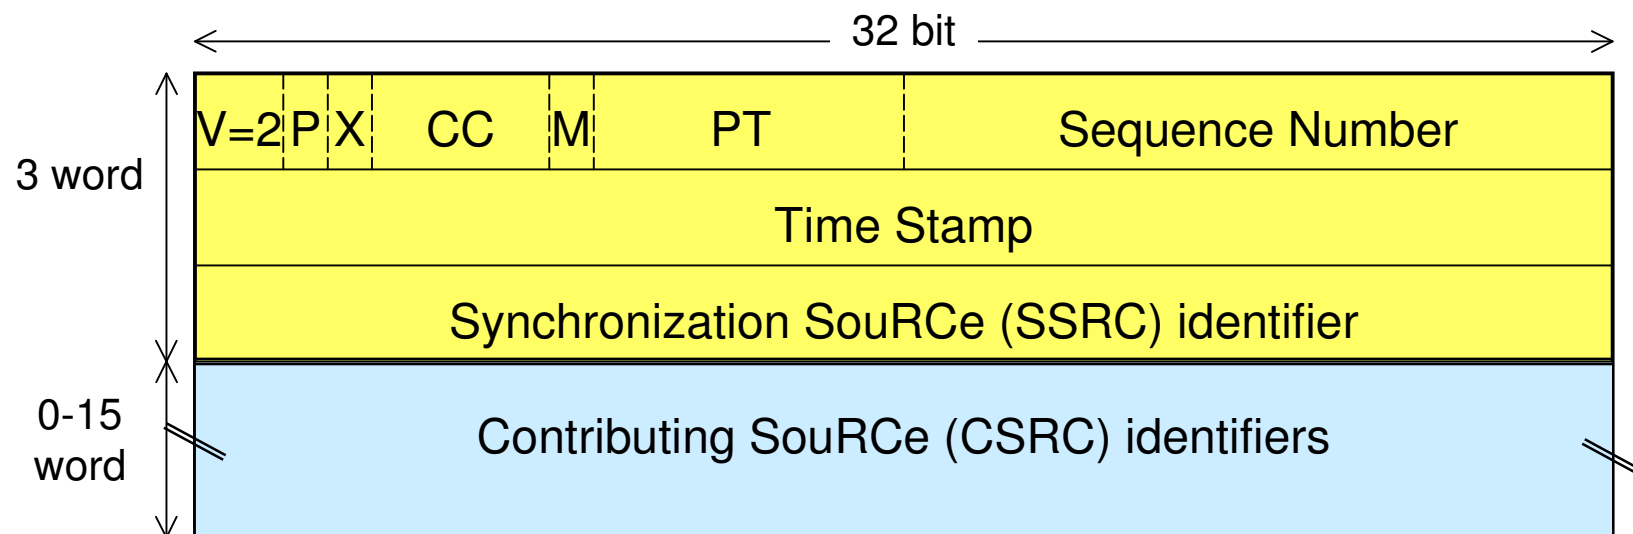 32 bit
V=2 P X CC M PT Sequence Number
3 word
Time Stamp
Synchronization SouRCe (SSRC) identifier
0-15
word
Contributing SouRCe (CSRC) identifiers